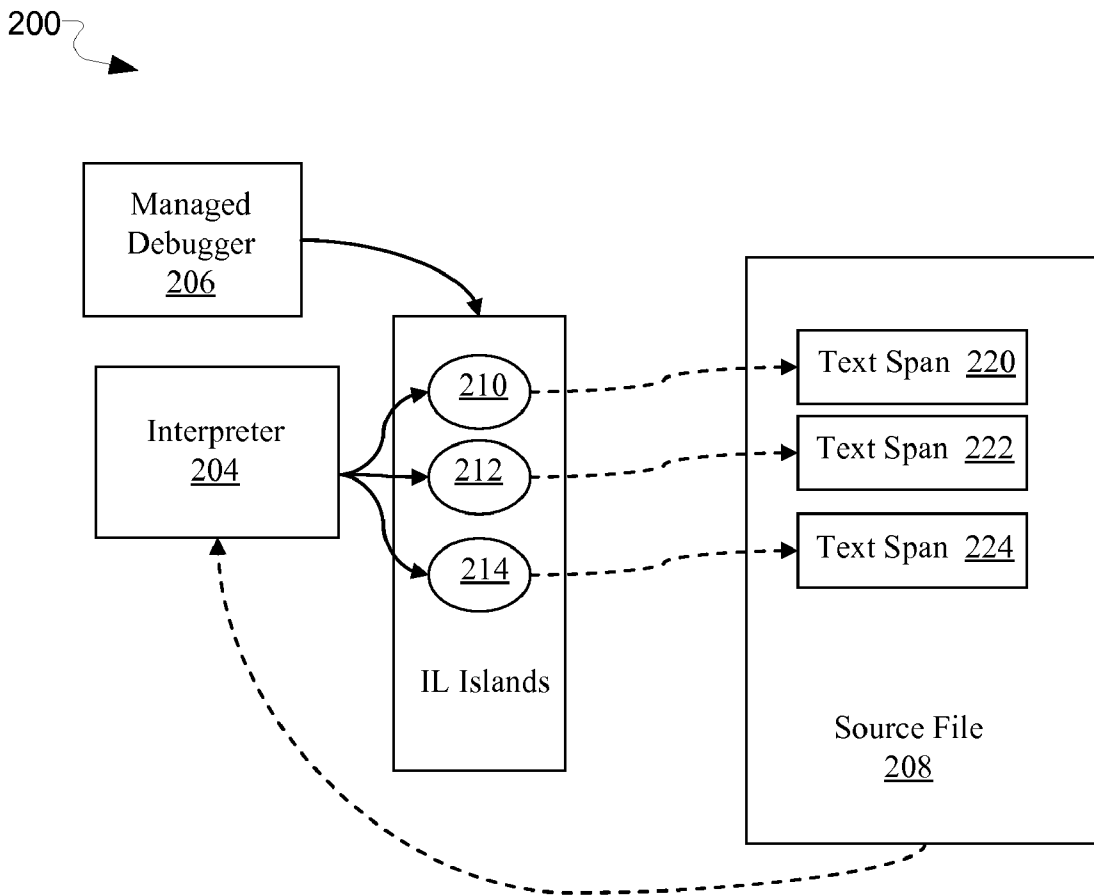 200
Managed
Debugger
206
Interpreter
204
210
212
214
IL Islands
Text Span 220
Text Span 222
Text Span 224
Source File
208